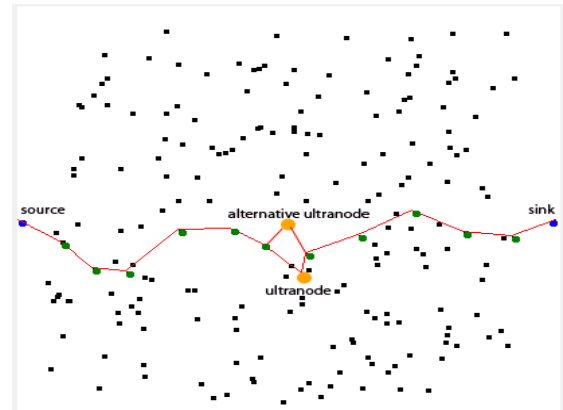 source
alternative ultranode
sink
ultranode